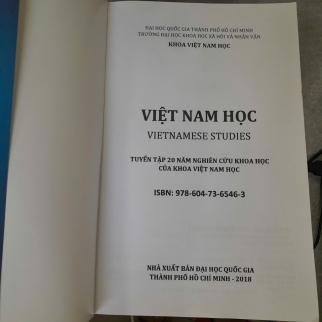 ĐẠI HỌC QUỐC GIA THÀNH PHỐ HỒ CHÍ MINH
TRƯỜNG ĐẠI HỌC KHOA HỌC XÃ HỘI VÀ NHÂN VĂN
KHOA VIỆT NAM HỌC
VIỆT NAM HỌC
VIETNAMESE STUDIES
TUYỂN TẬP 20 NĂM NGHIÊN CỨU KHOA HỌC
CỦA KHOA VIỆT NAM HỌC
ISBN: 978-604-73-6546-3
NHÀ XUẤT BẢN ĐẠI HỌC QUỐC GIA
THÀNH PHỐ HỒ CHÍ MINH - 2018